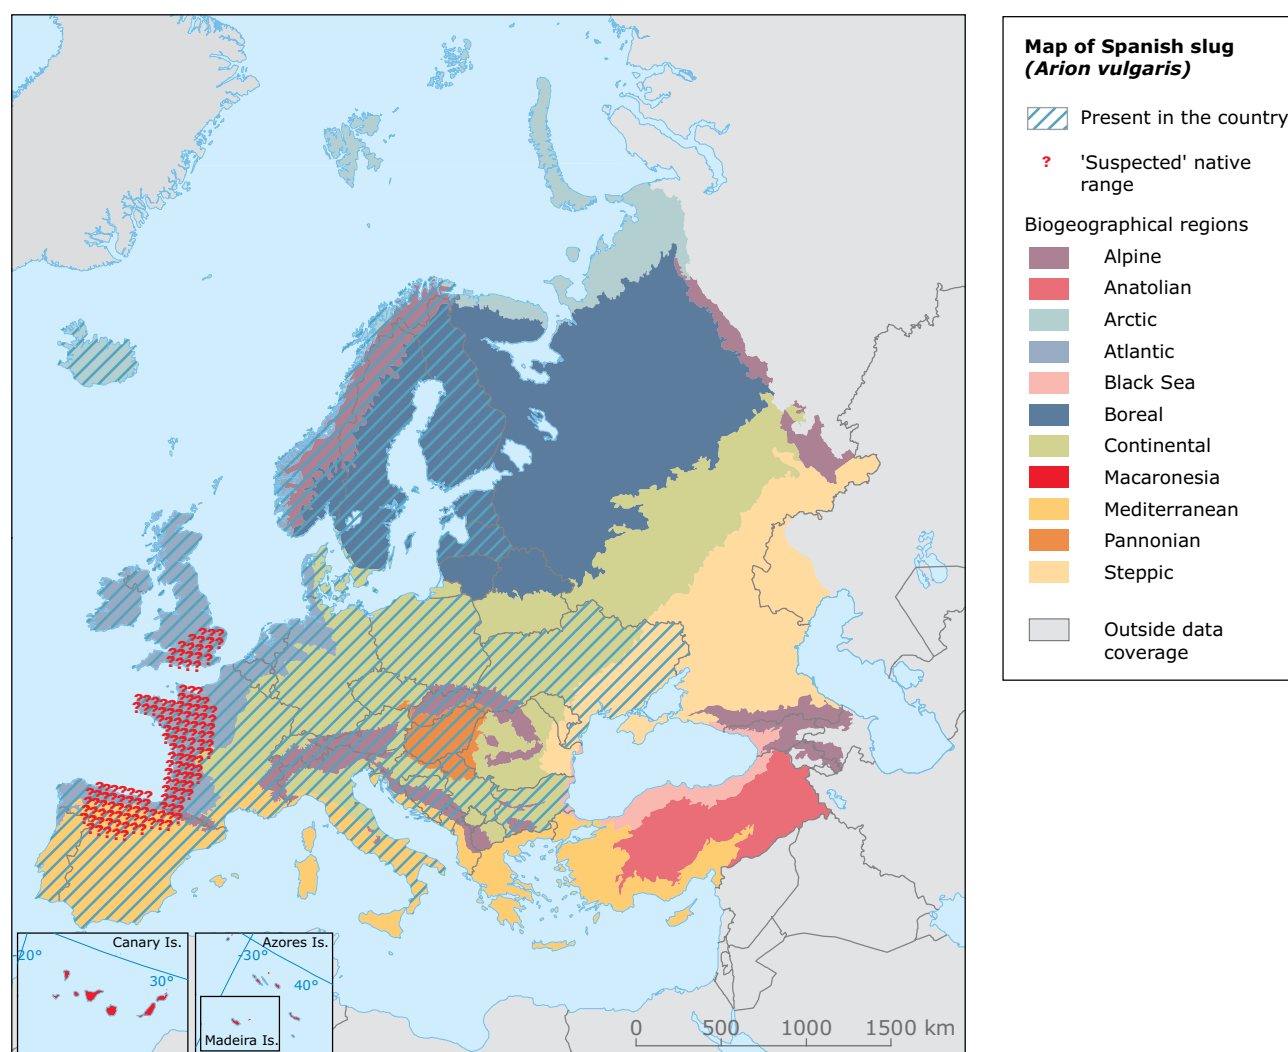 Map of Spanish slug
(Arion vulgaris)
Present in the country
?
'Suspected' native
range
Biogeographical regions
Alpine
Anatolian
Arctic
Atlantic
Black Sea
Boreal
Continental
Macaronesia
Mediterranean
Pannonian
Steppic
Outside data
coverage
Canary Is.
-20°
30°
Azores Is.
-30°
40°
Madeira Is.
0 500 1000 1500 km